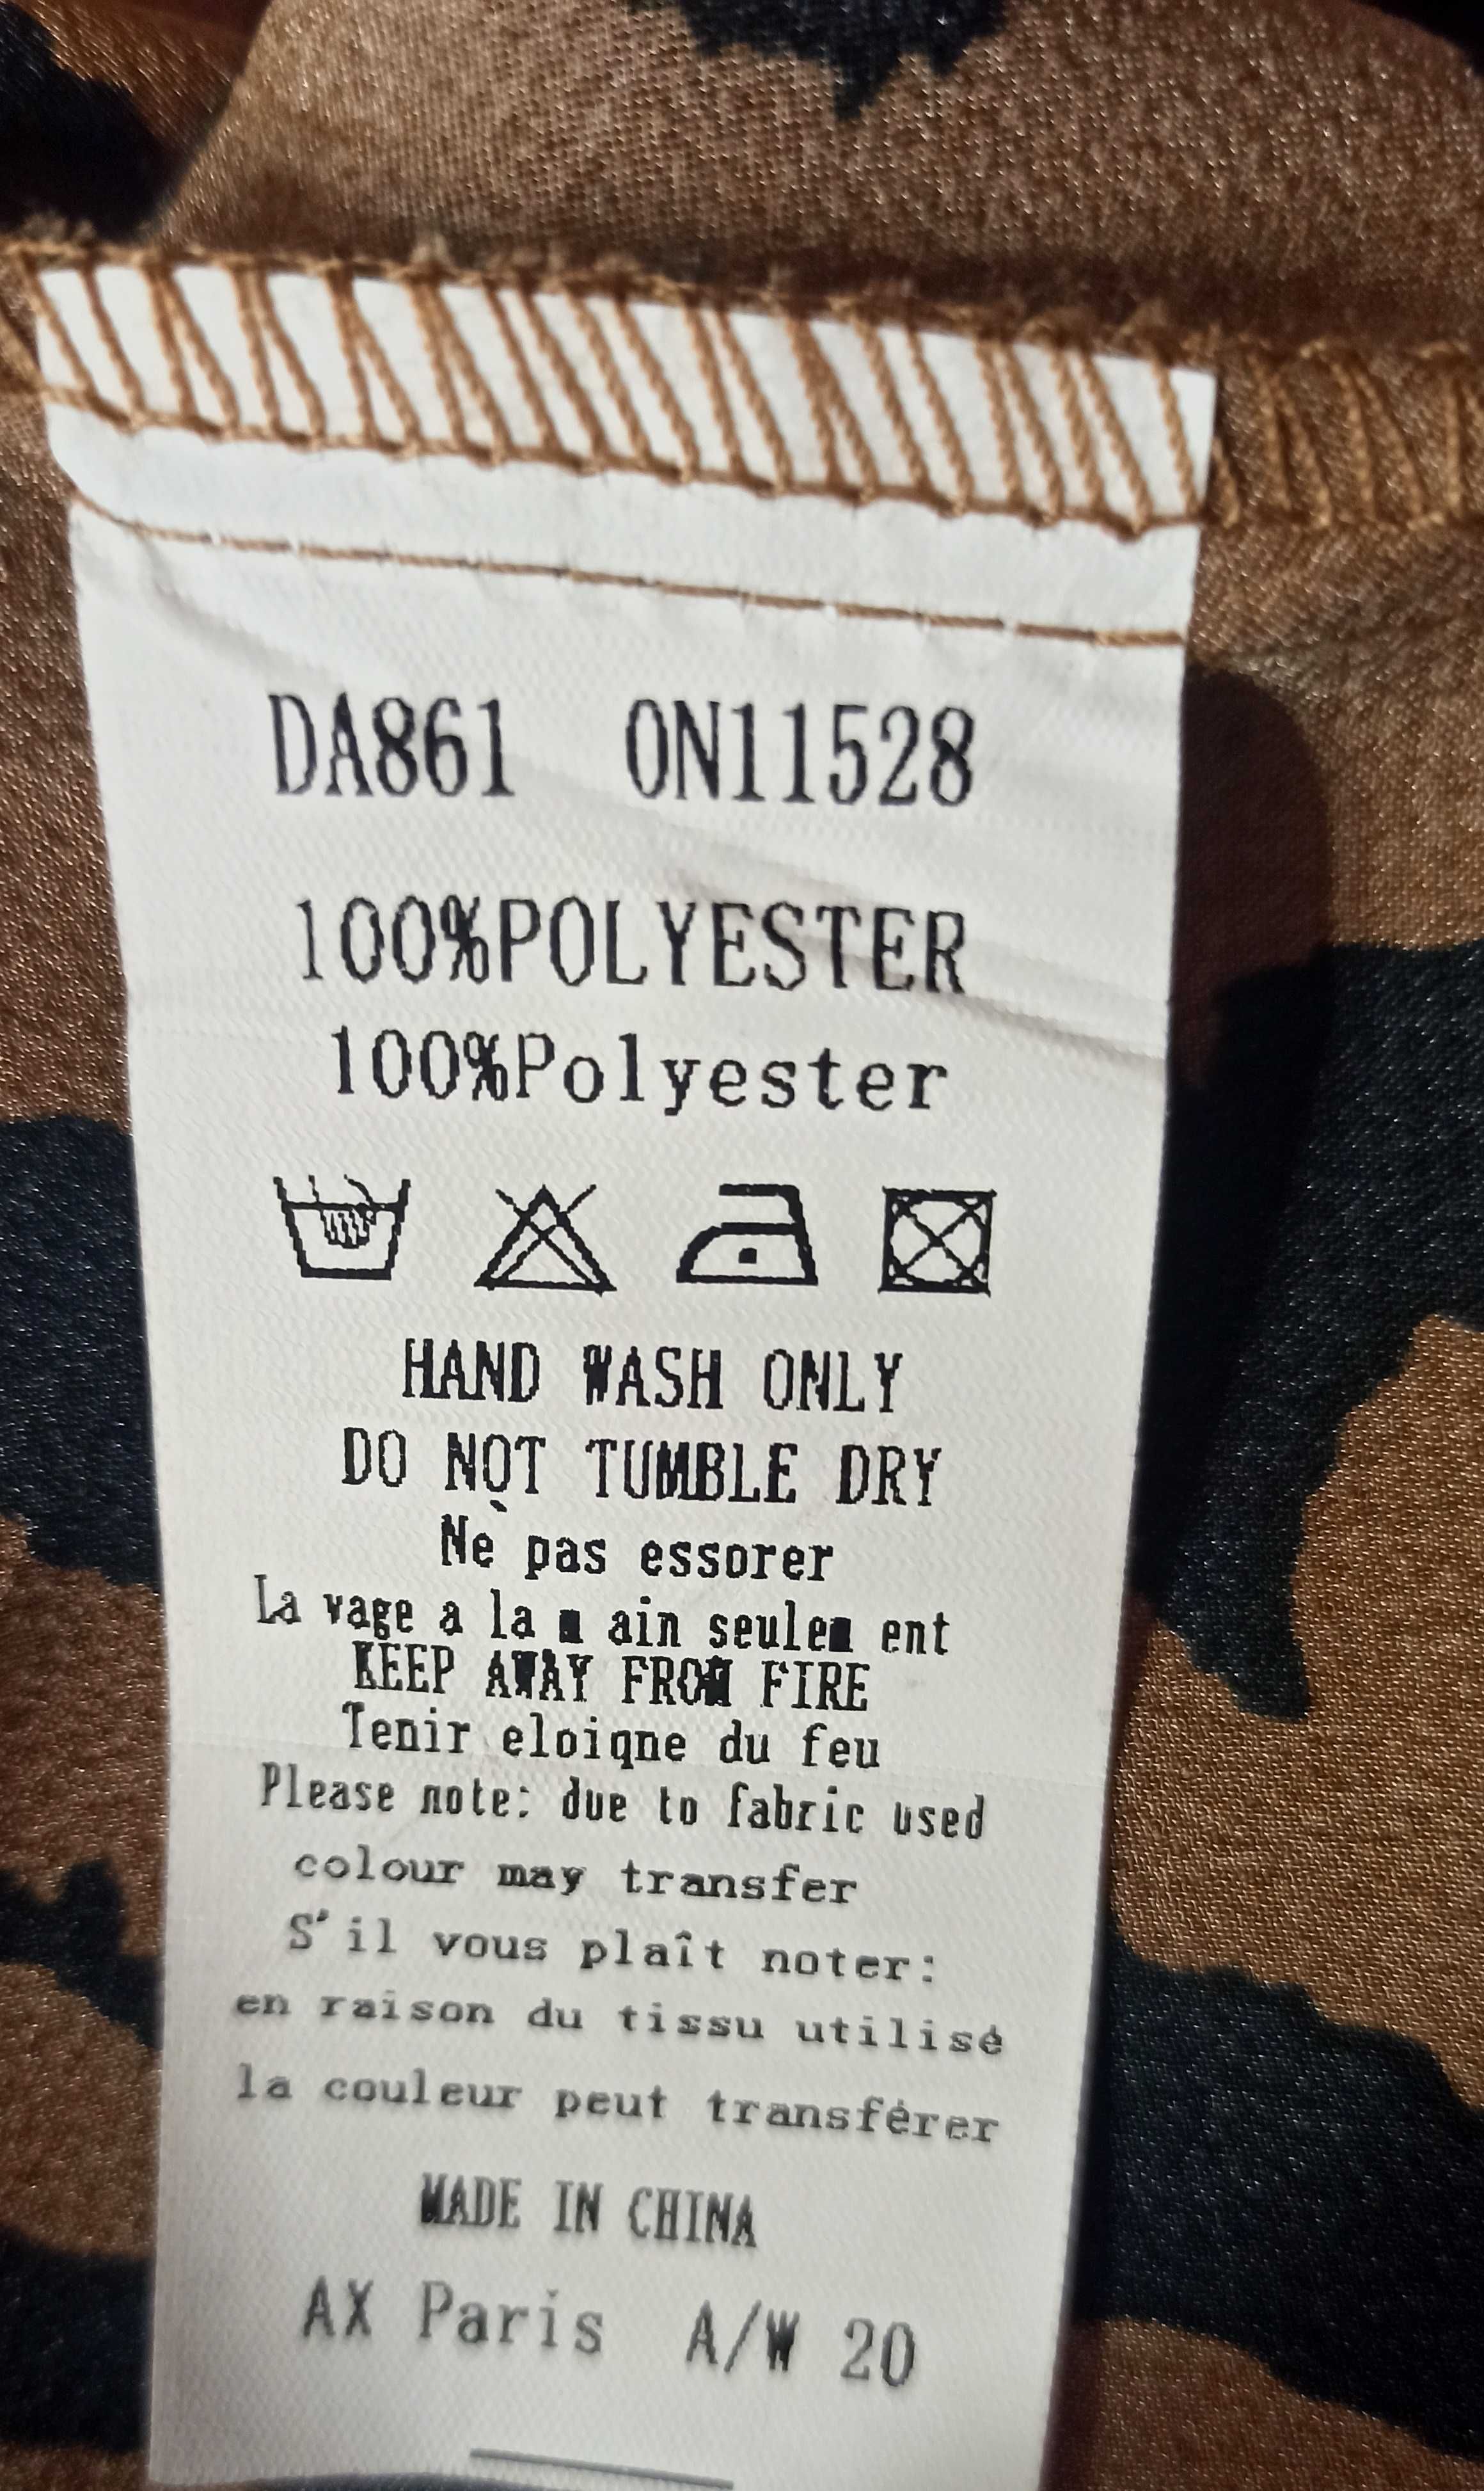 DA861 ON11528
100%POLYESTER
100%Polyester
HAND WASH ONLY
DO NOT TUMBLE DRY
Nè pas essorer
La vage a la m ain seulem ent
KEEP AWAY FROM FIRE
Tenir eloiqne du feu
Please note: due to fabric used
colour may transfer
S'il vous plaît noter:
en raison du tissu utilisé
la couleur peut transférer
MADE IN CHINA
AX Paris A/W 20